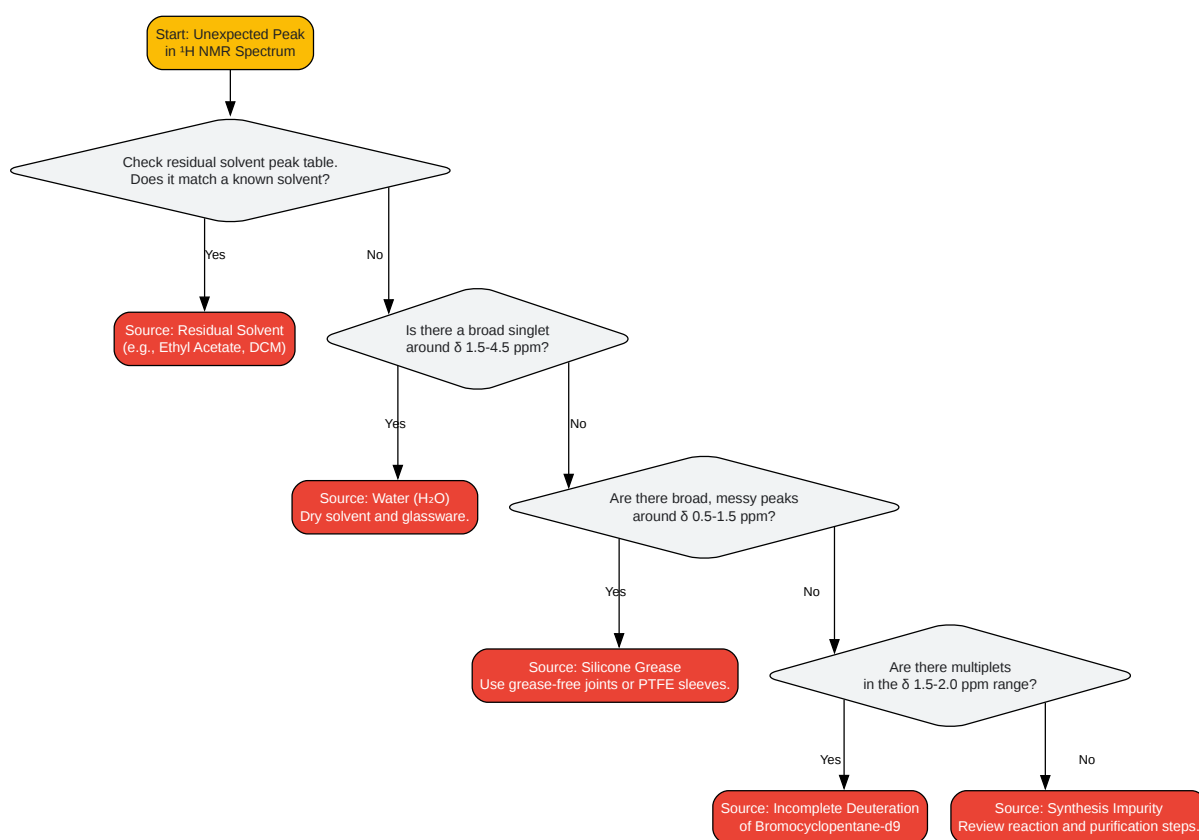 Start: Unexpected Peak
in ¹H NMR Spectrum
Check residual solvent peak table.
Does it match a known solvent?
Yes
No
Source: Residual Solvent
(e.g., Ethyl Acetate, DCM)
Is there a broad singlet
around δ 1.5-4.5 ppm?
Yes
No
Source: Water (H₂O)
Dry solvent and glassware.
Are there broad, messy peaks
around δ 0.5-1.5 ppm?
Yes
No
Source: Silicone Grease
Use grease-free joints or PTFE sleeves.
Are there multiplets
in the δ 1.5-2.0 ppm range?
Yes
No
Source: Incomplete Deuteration
of Bromocyclopentane-d9
Source: Synthesis Impurity
Review reaction and purification steps.